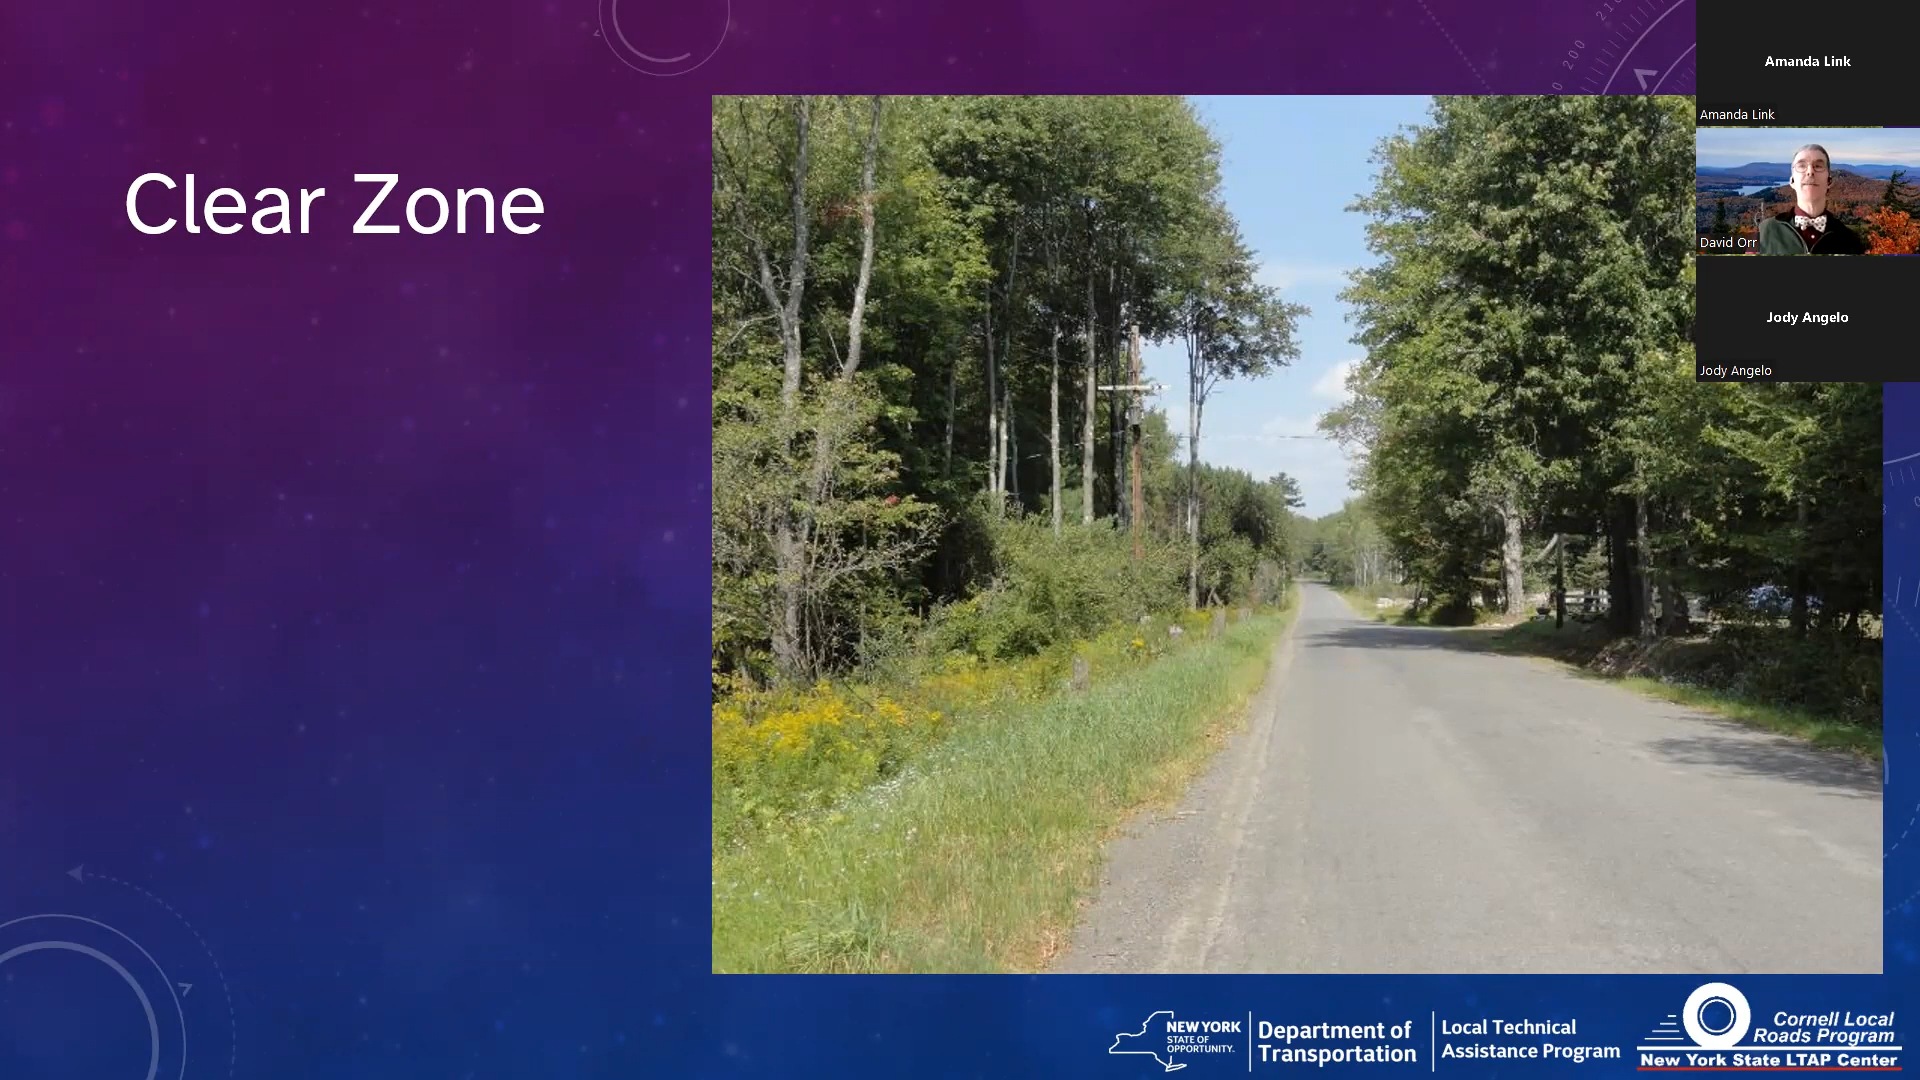 Clear Zone
Amanda Link
Amanda Link
David Orr
Jody Angelo
Jody Angelo
200
NEW YORK
STATE OF
OPPORTUNITY.
Department of
Transportation
Local Technical
Assistance Program
Cornell Local
Roads Program
New York State LTAP Center